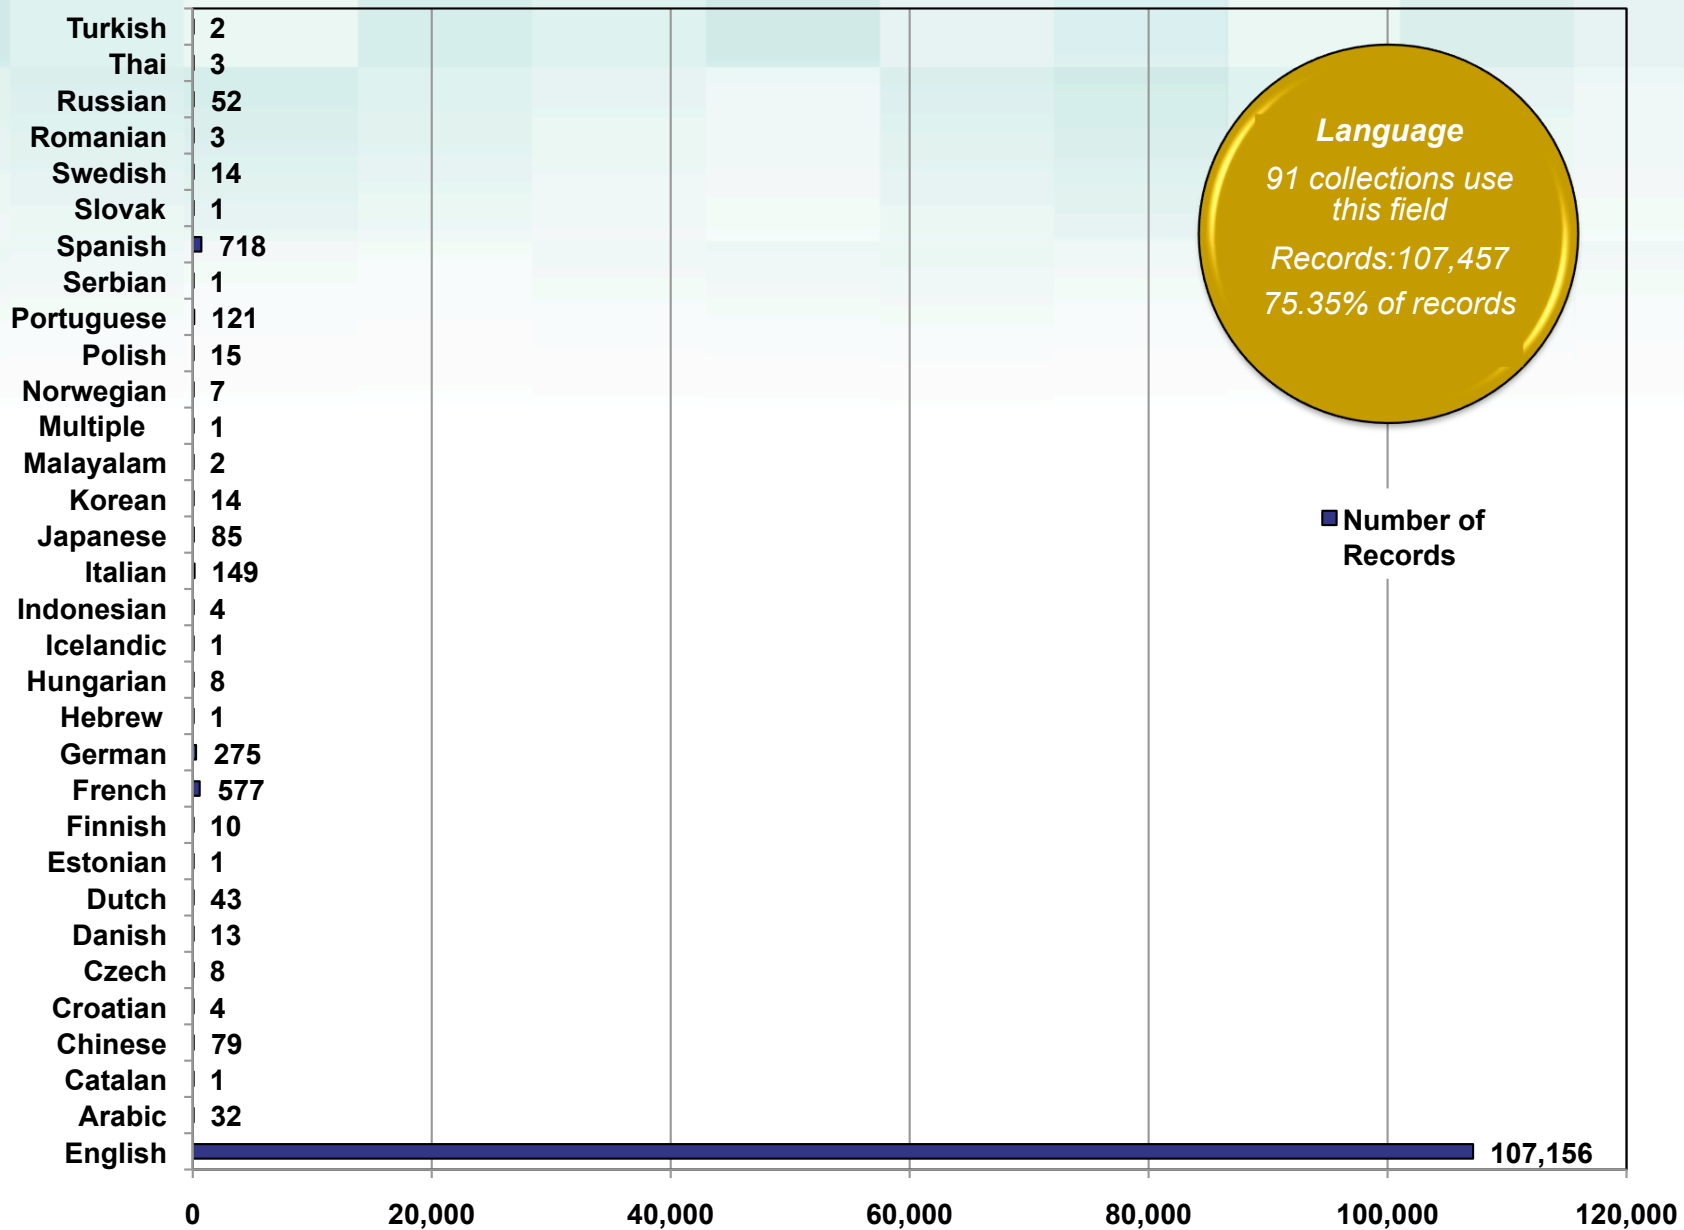 Turkish 2
Thai 3
Russian 52
Romanian 3
Swedish 14
Slovak 1
Spanish 718
Serbian 1
Portuguese 121
Polish 15
Norwegian 7
Multiple 1
Malayalam 2
Korean 14
Japanese 85
Italian 149
Indonesian 4
Icelandic 1
Hungarian 8
Hebrew 1
German 275
French 577
Finnish 10
Estonian 1
Dutch 43
Danish 13
Czech 8
Croatian 4
Chinese 79
Catalan 1
Arabic 32
English 107,156
0 20,000 40,000 60,000 80,000 100,000 120,000
Language
91 collections use
this field
Records:107,457
75.35% of records
Number of
Records